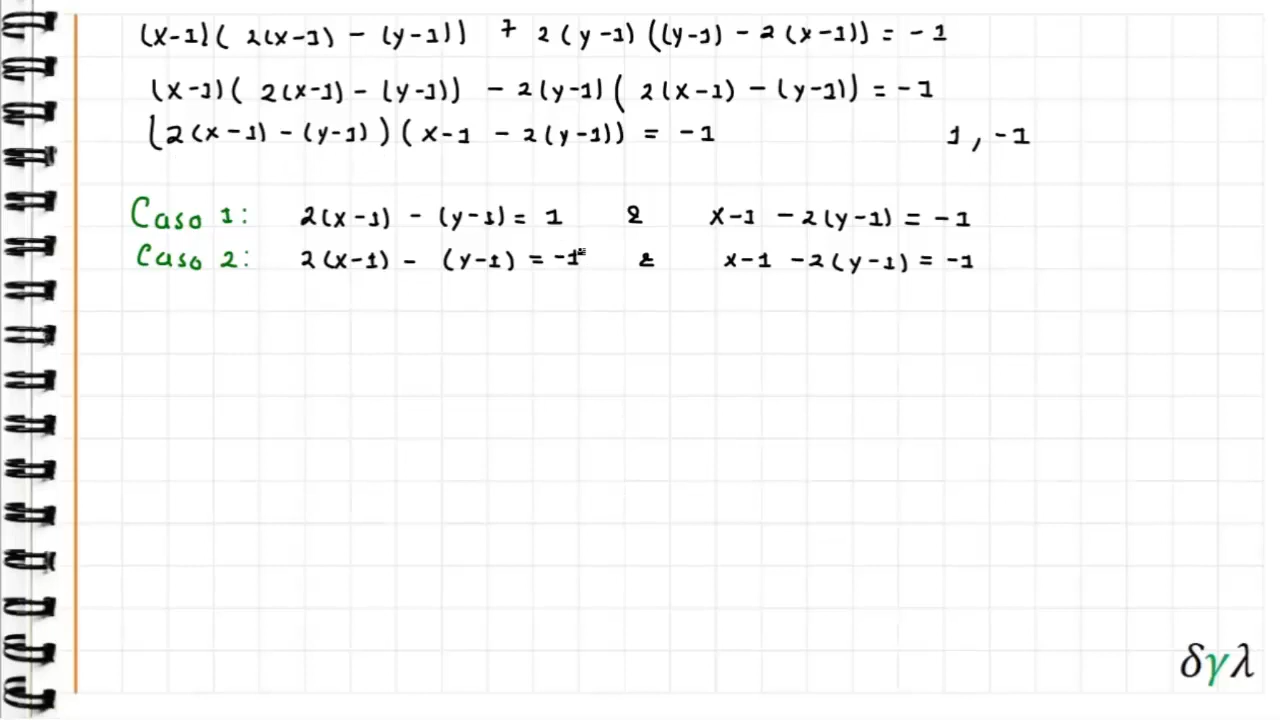 (x-1)( 2(x-1) - (y-1)) + 2(y-1)((y-1) - 2(x-1)) = -1
(x-1)( 2(x-1) - (y-1)) - 2(y-1)( 2(x-1) - (y-1)) = -1
(2(x-1) - (y-1))(x-1 - 2(y-1)) = -1 1, -1
Caso 1: 2(x-1) - (y-1) = 1 & x-1 - 2(y-1) = -1
Caso 2: 2(x-1) - (y-1) = -1 & x-1 - 2(y-1) = -1
δγλ